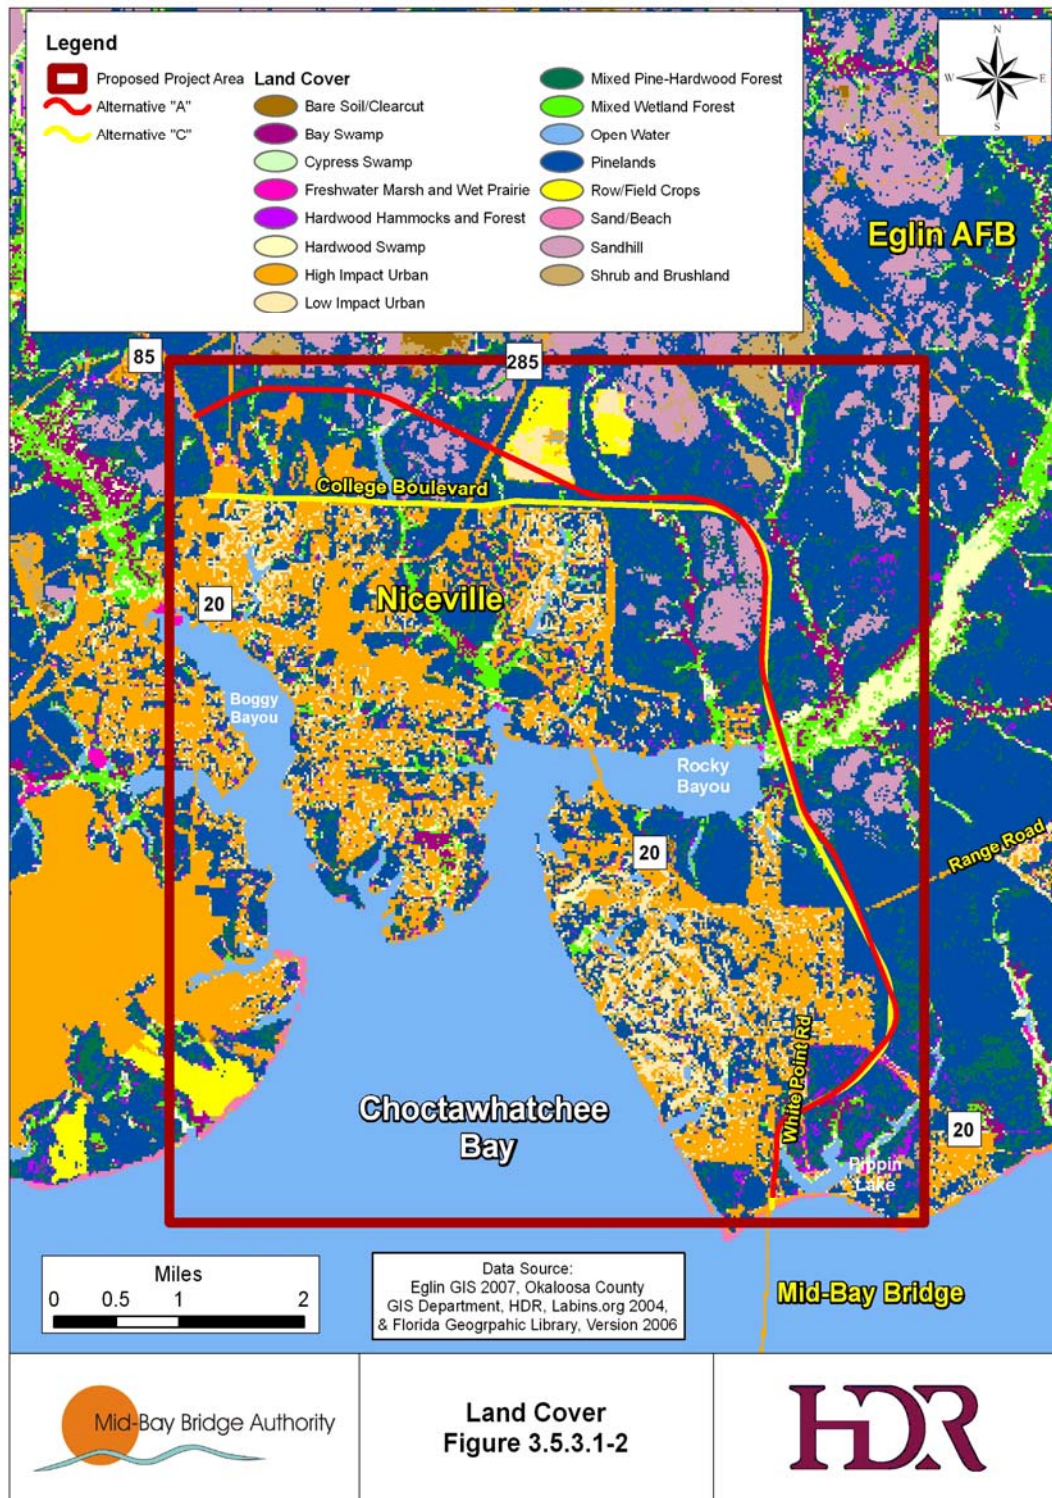 Legend
Proposed Project Area
Alternative "A"
Alternative "C"
Land Cover
Bare Soil/Clearcut
Bay Swamp
Cypress Swamp
Freshwater Marsh and Wet Prairie
Hardwood Hammocks and Forest
Hardwood Swamp
High Impact Urban
Low Impact Urban
Mixed Pine-Hardwood Forest
Mixed Wetland Forest
Open Water
Pinelands
Row/Field Crops
Sand/Beach
Sandhill
Shrub and Brushland
N
W
E
S
Eglin AFB
85
285
College Boulevard
Niceville
20
Boggy
Bayou
Rocky
Bayou
20
Range Road
White Point Rd
Choctawhatchee
Bay
20
Pippin
Lake
Mid-Bay Bridge
Miles
0 0.5 1 2
Data Source:
Eglin GIS 2007, Okaloosa County
GIS Department, HDR, Labins.org 2004,
& Florida Geogrpahic Library, Version 2006
Mid-Bay Bridge Authority
Land Cover
Figure 3.5.3.1-2
HDR